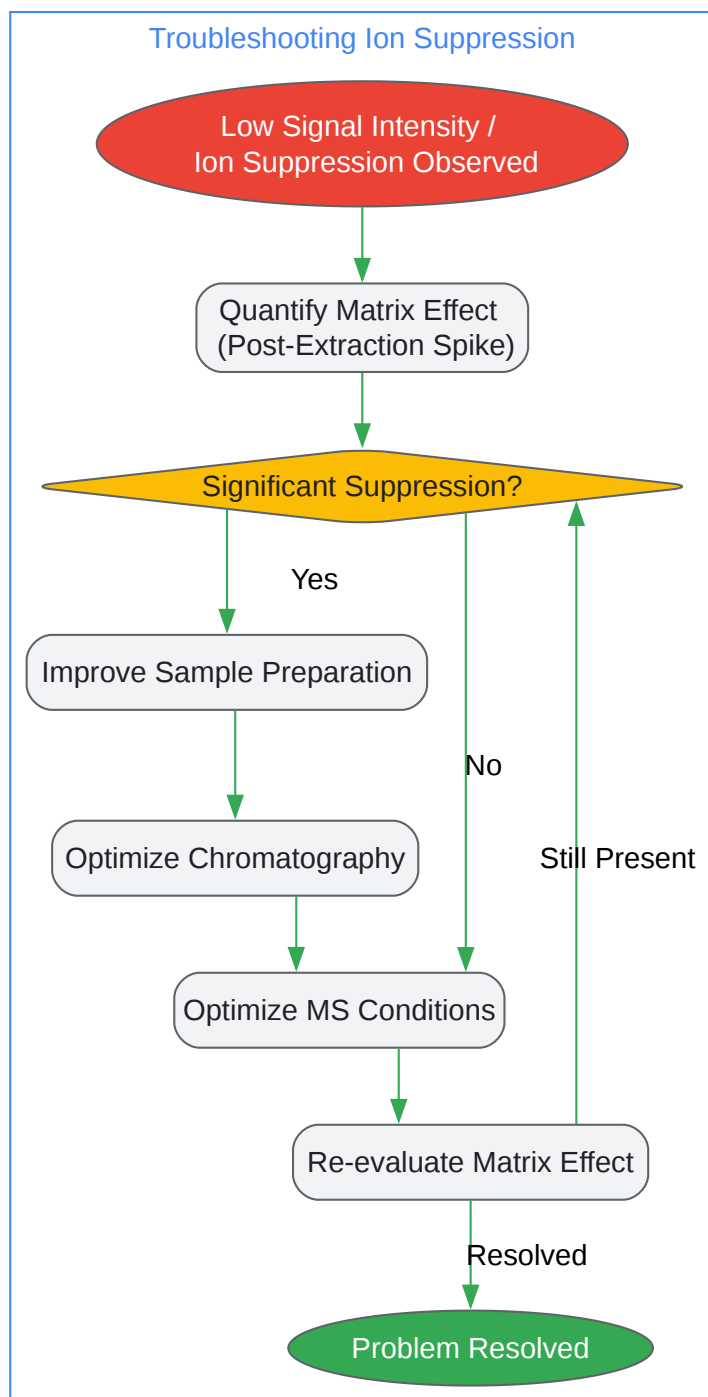 Troubleshooting Ion Suppression
Low Signal Intensity /
Ion Suppression Observed
Quantify Matrix Effect
(Post-Extraction Spike)
Significant Suppression?
Yes
Improve Sample Preparation
No
Optimize Chromatography
Still Present
Optimize MS Conditions
Re-evaluate Matrix Effect
Resolved
Problem Resolved